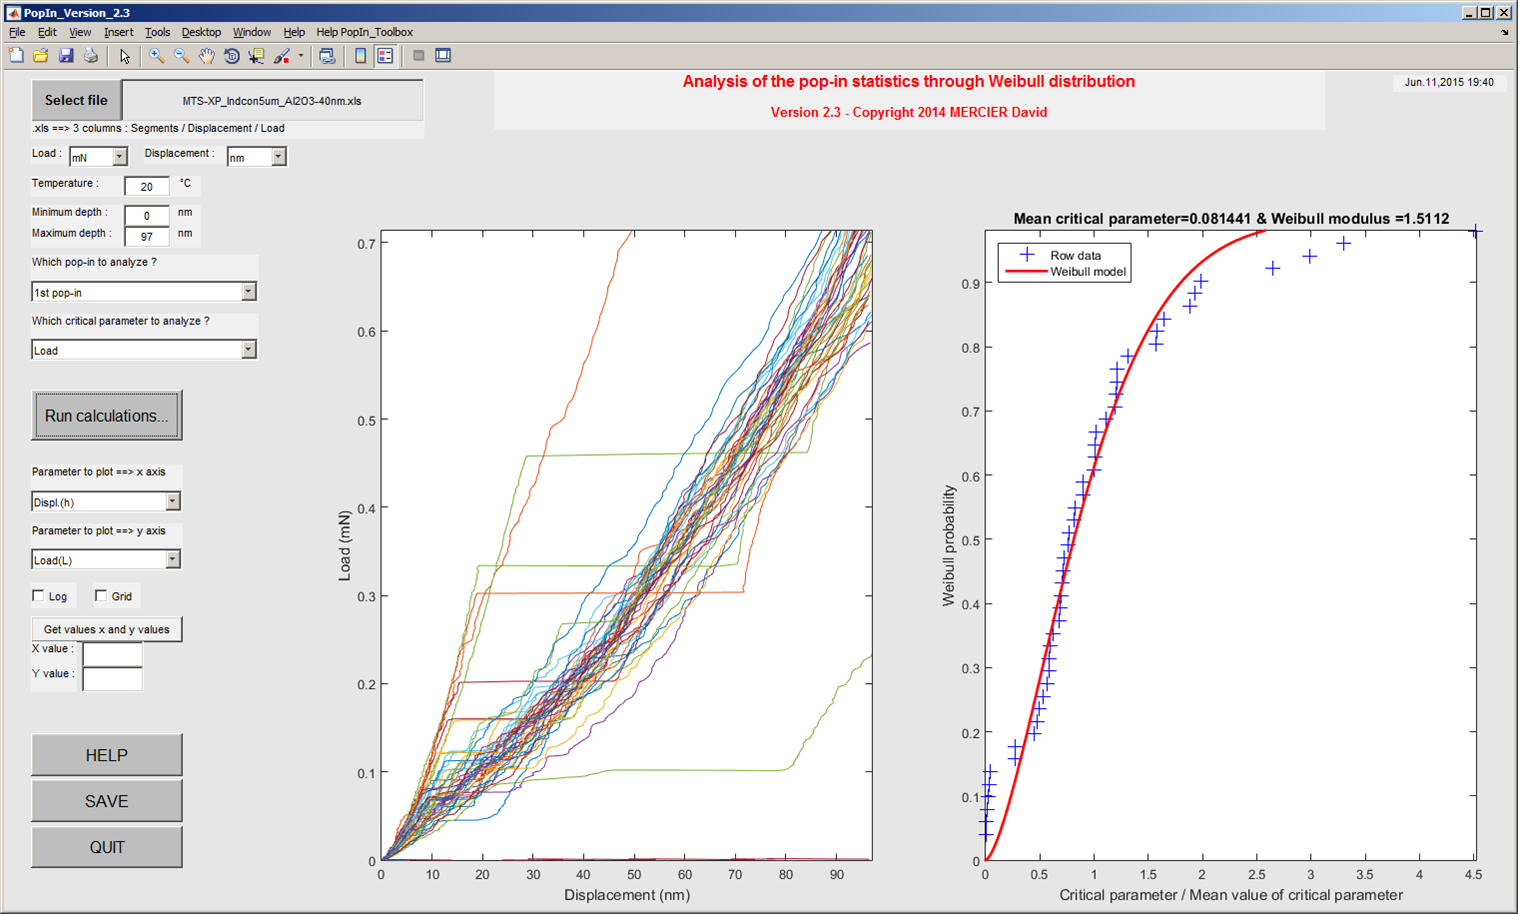 PopIn_Version_2.3
File Edit View Insert Tools Desktop Window Help Help PopIn_Toolbox
Analysis of the pop-in statistics through Weibull distribution
Version 2.3 - Copyright 2014 MERCIER David
Jun.11,2015 19:40
Select file
MTS-XP_Indcon5um_Al2O3-40nm.xls
.xls ==> 3 columns : Segments / Displacement / Load
Load : mN Displacement : nm
Temperature : 20 °C
Minimum depth : 0 nm
Maximum depth : 97 nm
Which pop-in to analyze ?
1st pop-in
Which critical parameter to analyze ?
Load
Run calculations...
Parameter to plot ==> x axis
Displ.(h)
Parameter to plot ==> y axis
Load(L)
Log Grid
Get values x and y values
X value :
Y value :
HELP
SAVE
QUIT
0.7
0.6
0.5
0.4
0.3
0.2
0.1
0
Load (mN)
0 10 20 30 40 50 60 70 80 90
Displacement (nm)
Mean critical parameter=0.081441 & Weibull modulus =1.5112
Row data
Weibull model
0.9
0.8
0.7
0.6
0.5
0.4
0.3
0.2
0.1
0
Weibull probability
0 0.5 1 1.5 2 2.5 3 3.5 4 4.5
Critical parameter / Mean value of critical parameter